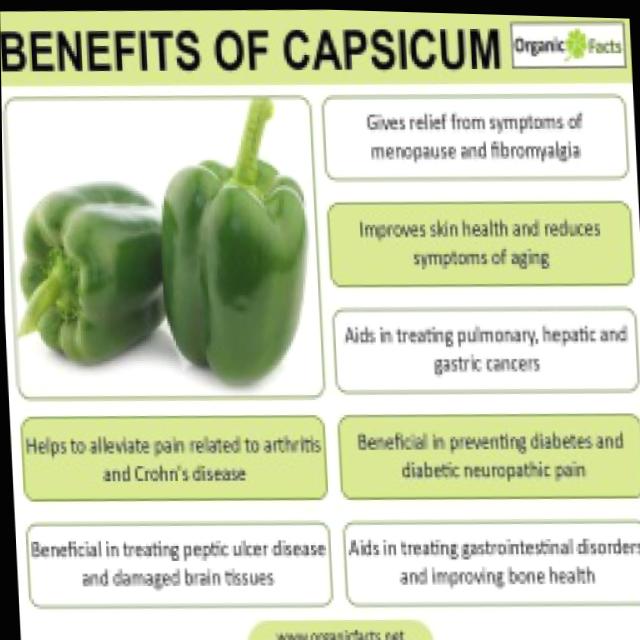 BENEFITS OF CAPSICUM
Organic Facts
Gives relief from symptoms of
menopause and fibromyalgia
Improves skin health and reduces
symptoms of aging
Aids in treating pulmonary, hepatic and
gastric cancers
Helps to alleviate pain related to arthritis
and Crohn's disease
Beneficial in preventing diabetes and
diabetic neuropathic pain
Beneficial in treating peptic ulcer disease
and damaged brain tissues
Aids in treating gastrointestinal disorders
and improving bone health
www.organicfacts.net